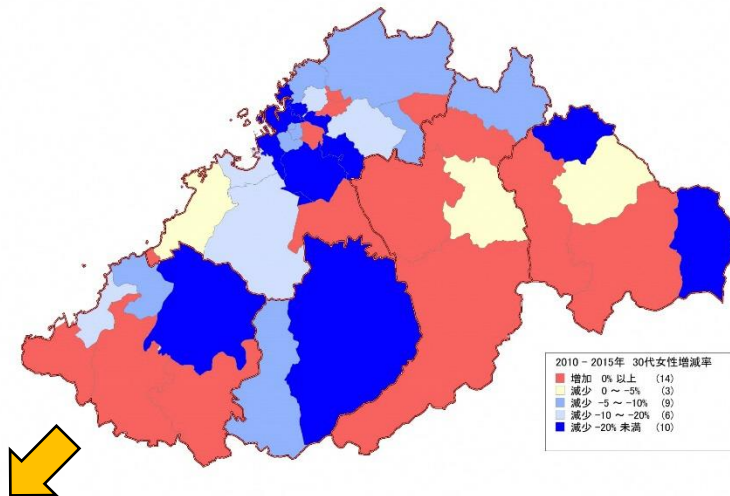 2010 - 2015年 30代女性増減率
増加 0% 以上 (14)
減少 0 ～ -5% (3)
減少 -5 ～ -10% (9)
減少 -10 ～ -20% (6)
減少 -20% 未満 (10)